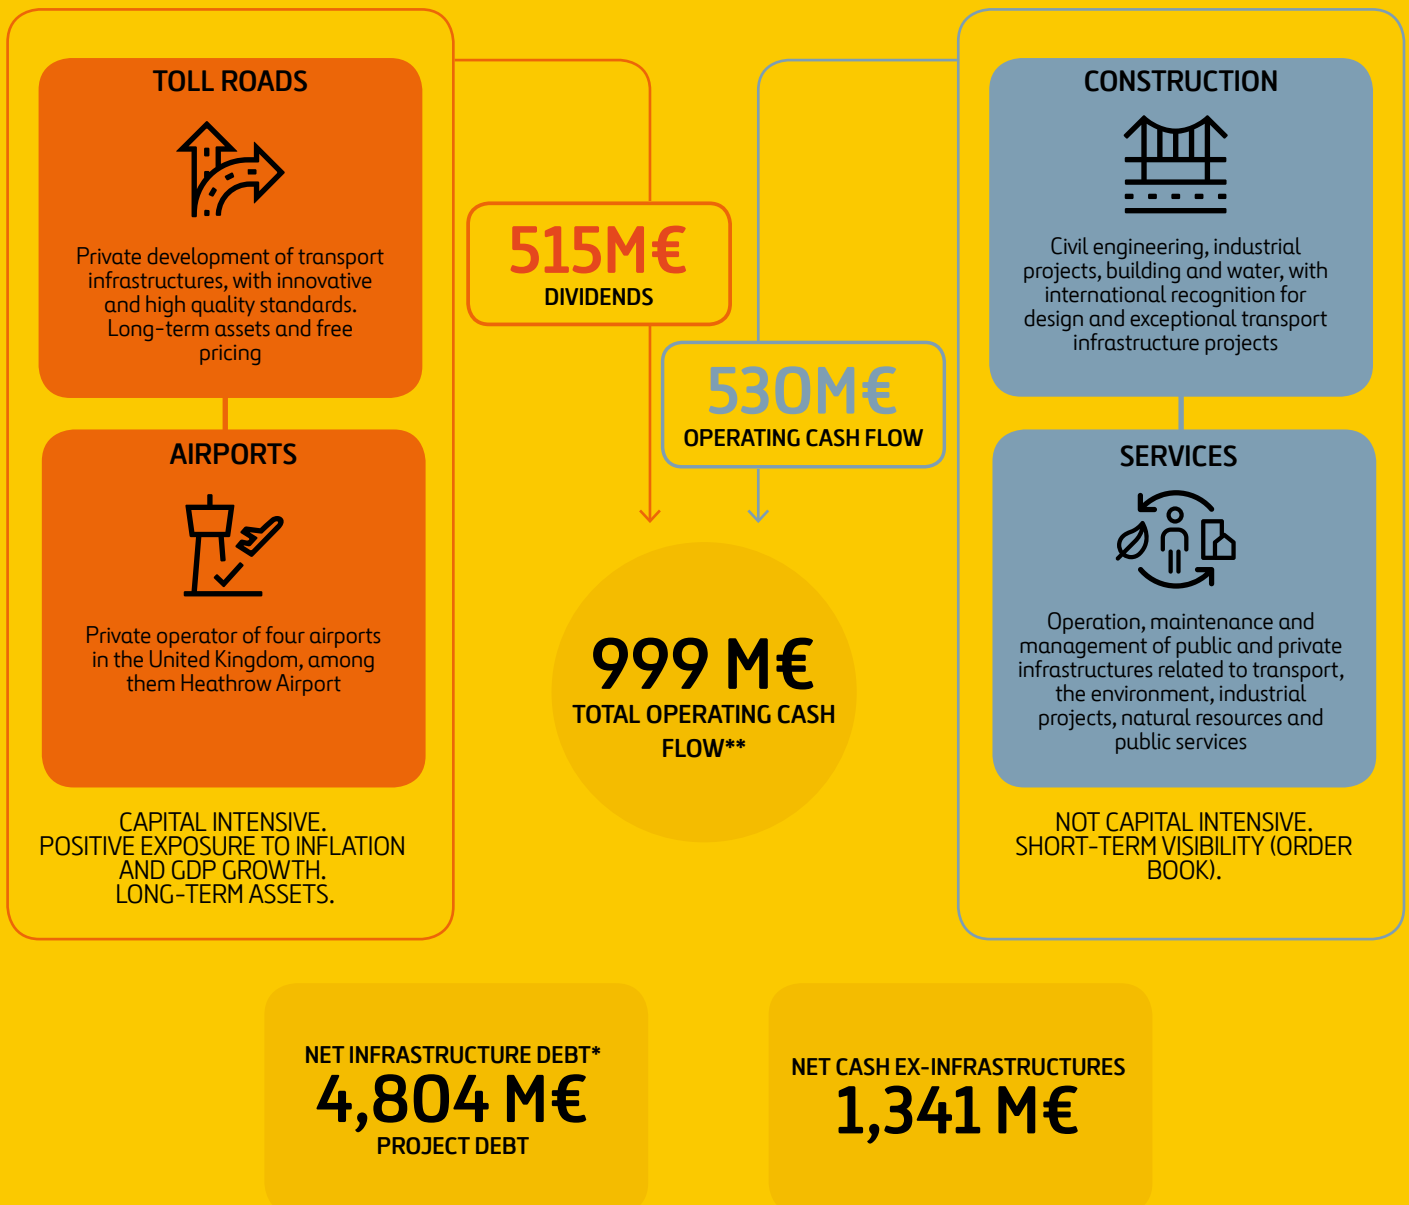 TOLL ROADS
Private development of transport
infrastructures, with innovative
and high quality standards.
Long-term assets and free
pricing
AIRPORTS
Private operator of four airports
in the United Kingdom, among
them Heathrow Airport
CAPITAL INTENSIVE.
POSITIVE EXPOSURE TO INFLATION
AND GDP GROWTH.
LONG-TERM ASSETS.
515M€
DIVIDENDS
530M€
OPERATING CASH FLOW
999 M€
TOTAL OPERATING CASH
FLOW**
CONSTRUCTION
Civil engineering, industrial
projects, building and water, with
international recognition for
design and exceptional transport
infrastructure projects
SERVICES
Operation, maintenance and
management of public and private
infrastructures related to transport,
the environment, industrial
projects, natural resources and
public services
NOT CAPITAL INTENSIVE.
SHORT-TERM VISIBILITY (ORDER
BOOK).
NET INFRASTRUCTURE DEBT*
4,804 M€
PROJECT DEBT
NET CASH EX-INFRASTRUCTURES
1,341 M€